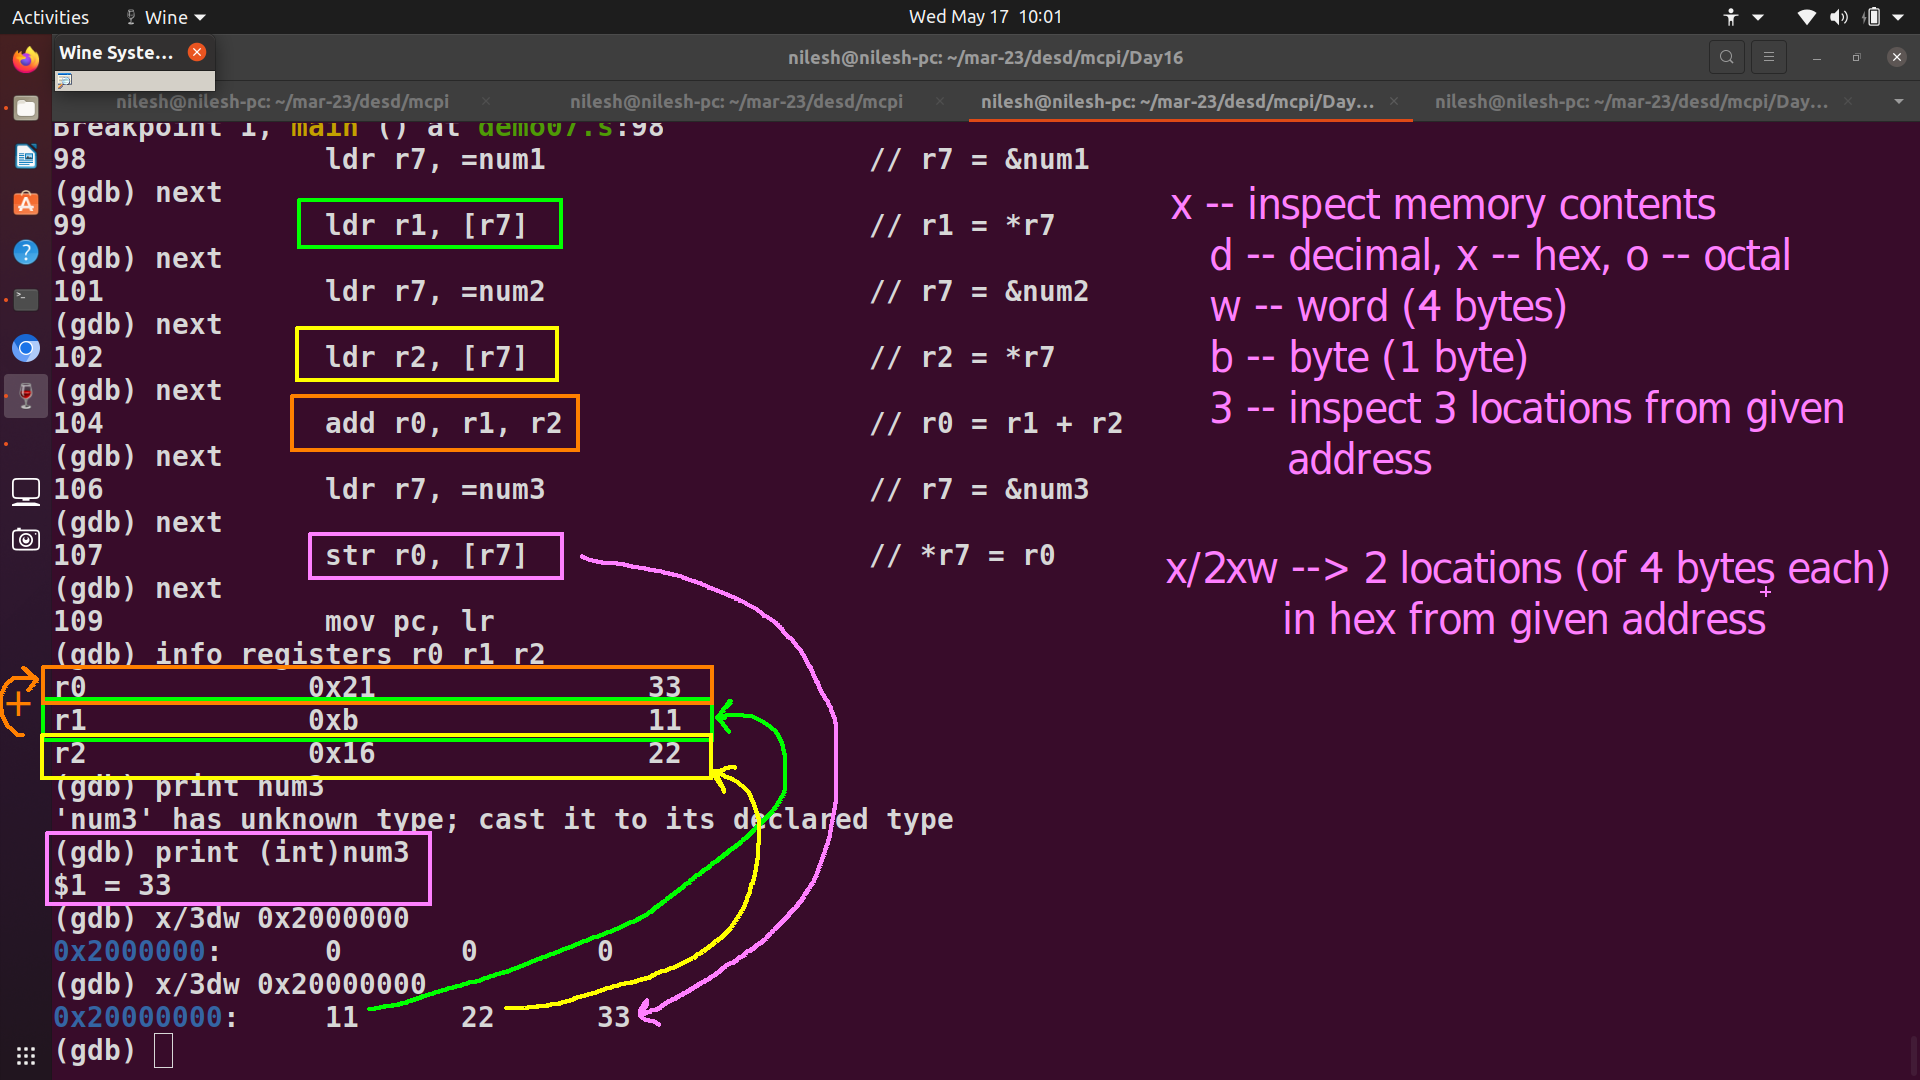 Activities
Wine
Wed May 17 10:01
Wine Syste...
nilesh@nilesh-pc: ~/mar-23/desd/mcpi/Day16
nilesh@nilesh-pc: ~/mar-23/desd/mcpi
nilesh@nilesh-pc: ~/mar-23/desd/mcpi
nilesh@nilesh-pc: ~/mar-23/desd/mcpi/Day...
nilesh@nilesh-pc: ~/mar-23/desd/mcpi/Day...
Breakpoint 1, main () at demo07.s:98
98 ldr r7, =num1 // r7 = &num1
(gdb) next
99 ldr r1, [r7] // r1 = *r7
(gdb) next
101 ldr r7, =num2 // r7 = &num2
(gdb) next
102 ldr r2, [r7] // r2 = *r7
(gdb) next
104 add r0, r1, r2 // r0 = r1 + r2
(gdb) next
106 ldr r7, =num3 // r7 = &num3
(gdb) next
107 str r0, [r7] // *r7 = r0
(gdb) next
109 mov pc, lr
(gdb) info registers r0 r1 r2
r0 0x21 33
r1 0xb 11
r2 0x16 22
+
(gdb) print num3
'num3' has unknown type; cast it to its declared type
(gdb) print (int)num3
$1 = 33
(gdb) x/3dw 0x2000000
0x2000000: 0 0 0
(gdb) x/3dw 0x20000000
0x20000000: 11 22 33
(gdb)
x -- inspect memory contents
d -- decimal, x -- hex, o -- octal
w -- word (4 bytes)
b -- byte (1 byte)
3 -- inspect 3 locations from given
address
x/2xw --> 2 locations (of 4 bytes each)
in hex from given address